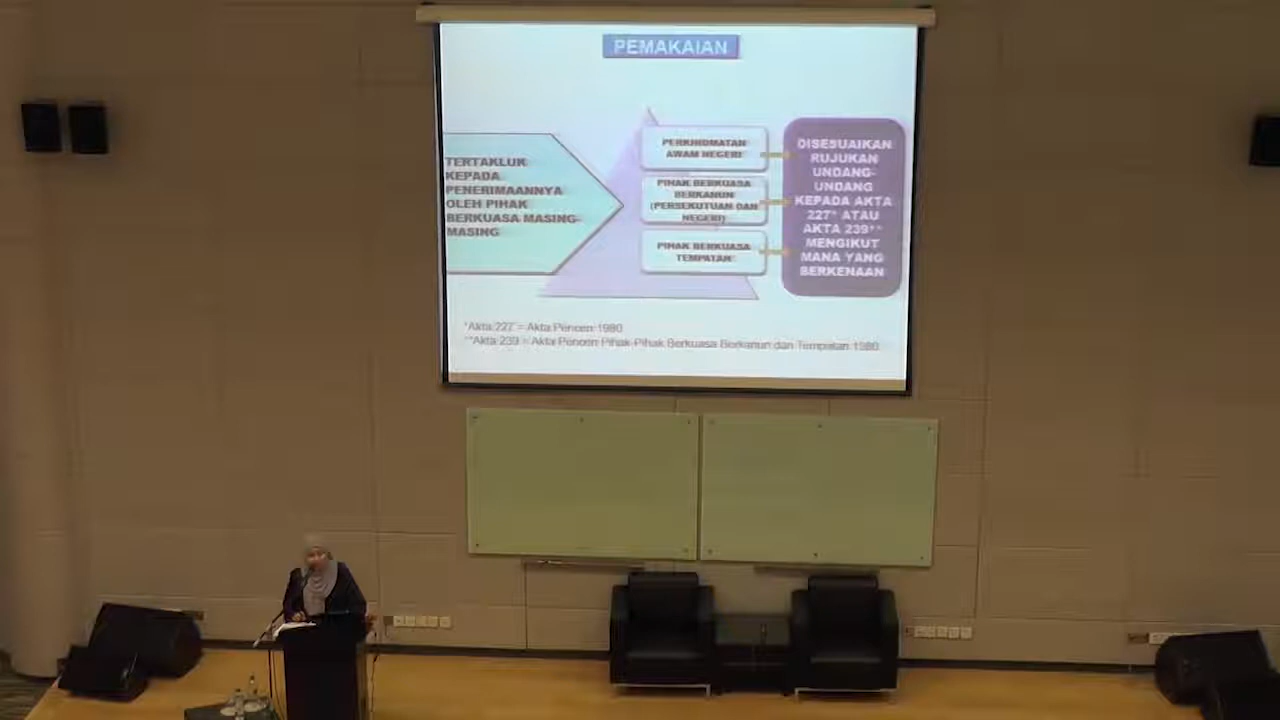 PEMAKAIAN
TERTAKLUK
KEPADA
PENERIMAANNYA
OLEH PIHAK
BERKUASA MASING-
MASING
PERKHIDMATAN
AWAM NEGERI
PIHAK BERKUASA
BERKANUN
(PERSEKUTUAN DAN
NEGERI)
PIHAK BERKUASA
TEMPATAN
DISESUAIKAN
RUJUKAN
UNDANG-
UNDANG
KEPADA AKTA
227* ATAU
AKTA 239**
MENGIKUT
MANA YANG
BERKENAAN
*Akta 227 = Akta Pencen 1980
**Akta 239 = Akta Pencen Pihak-Pihak Berkuasa Berkanun dan Tempatan 1980